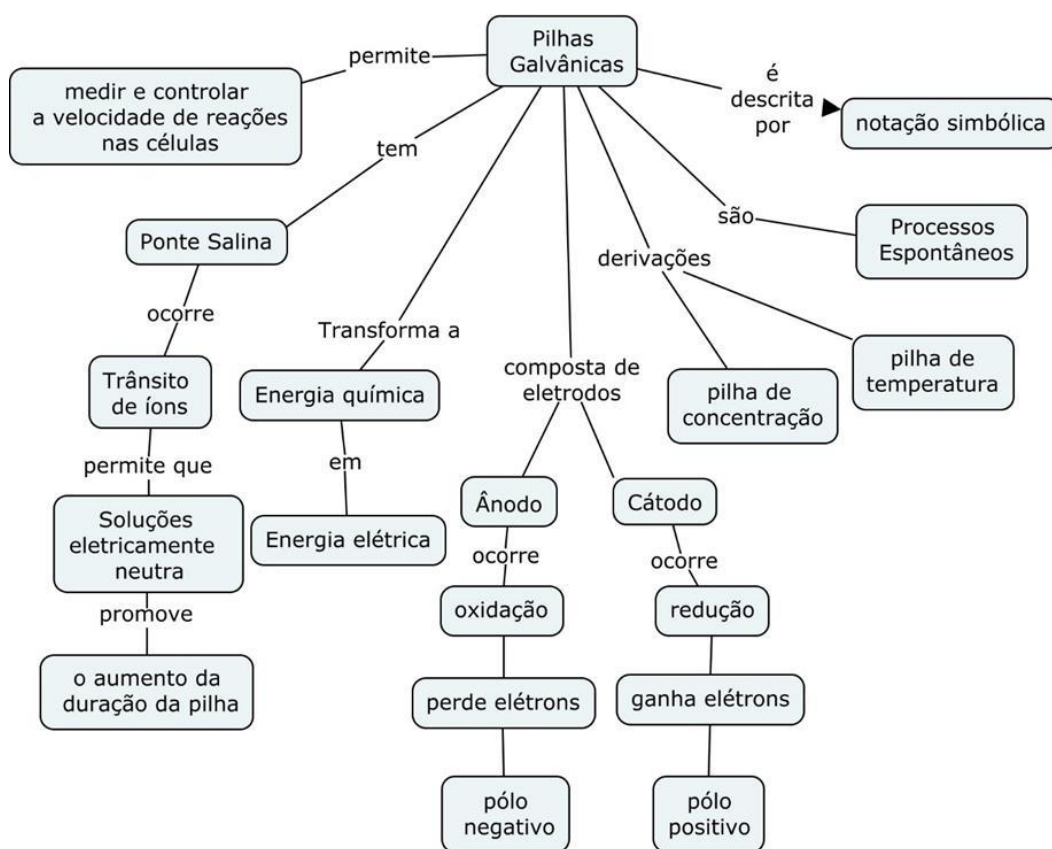 Pilhas
Galvânicas
permite
medir e controlar
a velocidade de reações
nas células
é
descrita
por
notação simbólica
tem
Ponte Salina
são
Processos
Espontâneos
derivações
ocorre
Transforma a
pilha de
temperatura
Trânsito
de íons
Energia química
composta de
eletrodos
pilha de
concentração
permite que
em
Ânodo
Cátodo
Soluções
eletricamente
neutra
Energia elétrica
ocorre
ocorre
promove
oxidação
redução
o aumento da
duração da pilha
perde elétrons
ganha elétrons
pólo
negativo
pólo
positivo